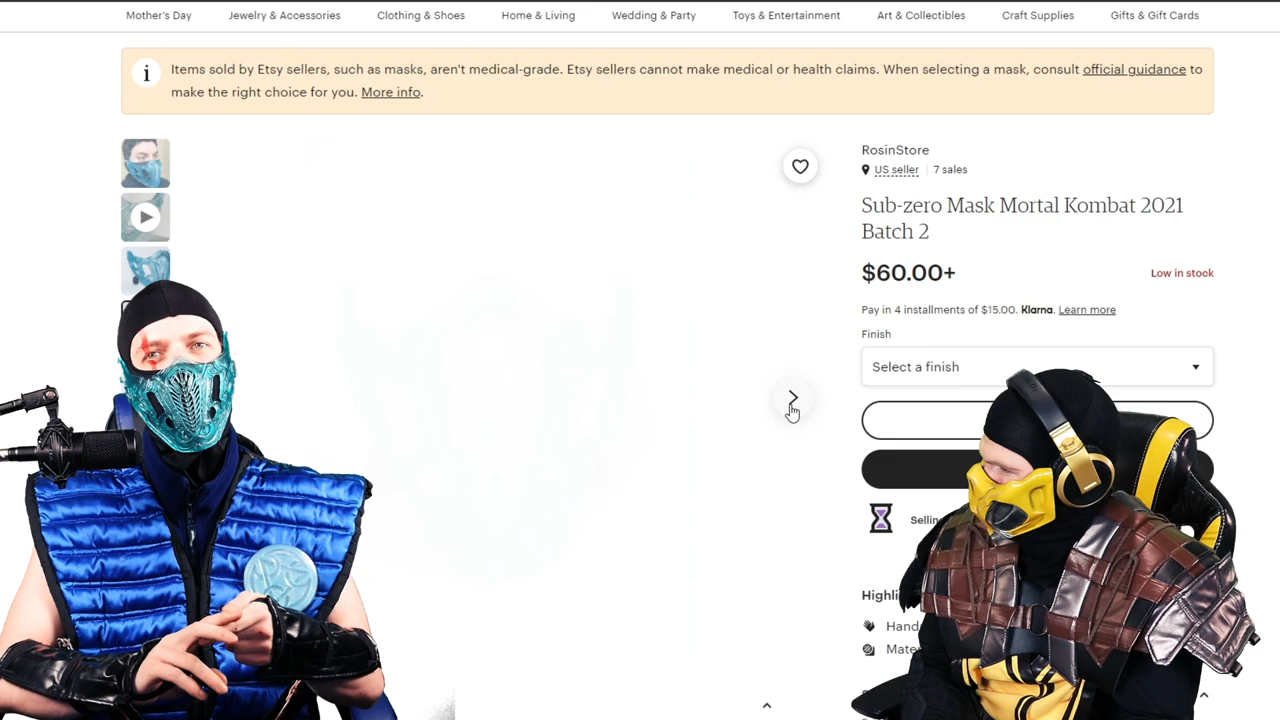 Mother's Day Jewelry & Accessories Clothing & Shoes Home & Living Wedding & Party Toys & Entertainment Art & Collectibles Craft Supplies Gifts & Gift Cards
Items sold by Etsy sellers, such as masks, aren't medical-grade. Etsy sellers cannot make medical or health claims. When selecting a mask, consult official guidance to
make the right choice for you. More info.
RosinStore
US seller 7 sales
Sub-zero Mask Mortal Kombat 2021
Batch 2
$60.00+ Low in stock
Pay in 4 installments of $15.00. Klarna. Learn more
Finish
Select a finish